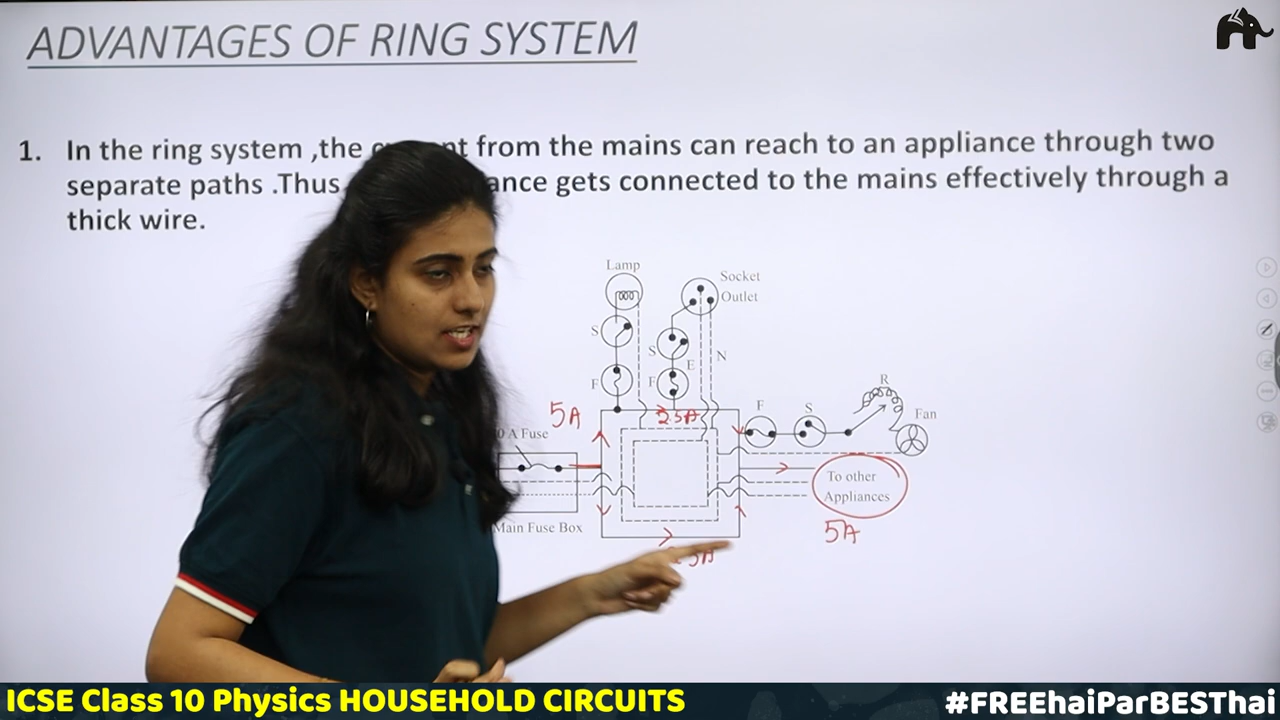 ADVANTAGES OF RING SYSTEM
1. In the ring system ,the from the mains can reach to an appliance through two
separate paths .Thus gets connected to the mains effectively through a
thick wire.
Lamp
Socket
Outlet
S
S
N
E
F
F
5A
2.5A
F
S
R
Fan
A Fuse
To other
Appliances
Main Fuse Box
5A
ICSE Class 10 Physics HOUSEHOLD CIRCUITS
#FREEhaiParBESThai